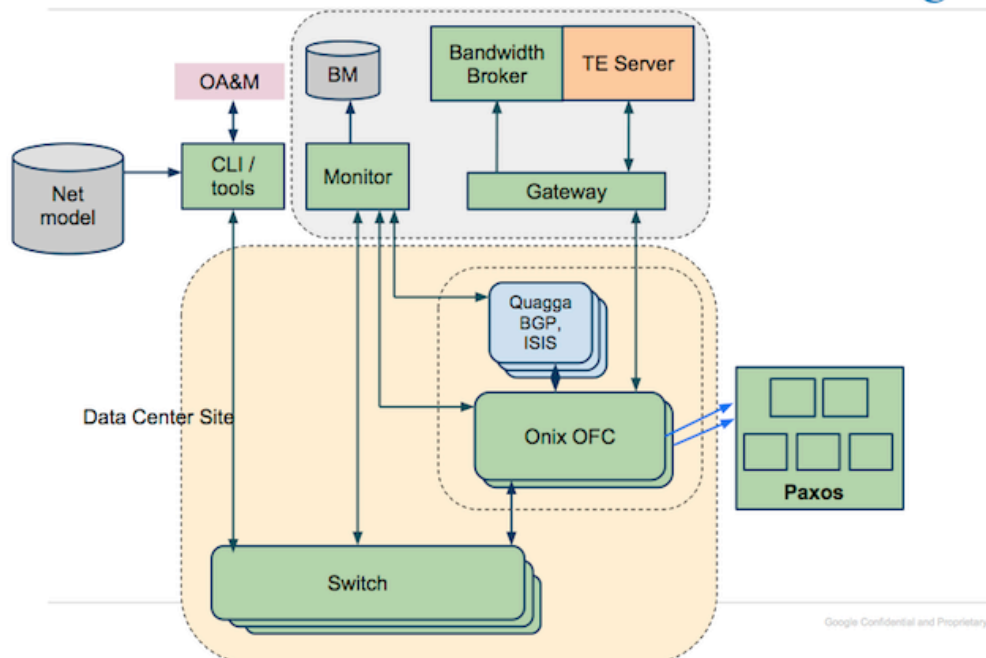 Bandwidth
Broker
TE Server
BM
OA&M
CLI /
tools
Monitor
Gateway
Net
model
Quagga
BGP,
ISIS
Data Center Site
Onix OFC
Paxos
Switch
Google Confidential and Proprietary